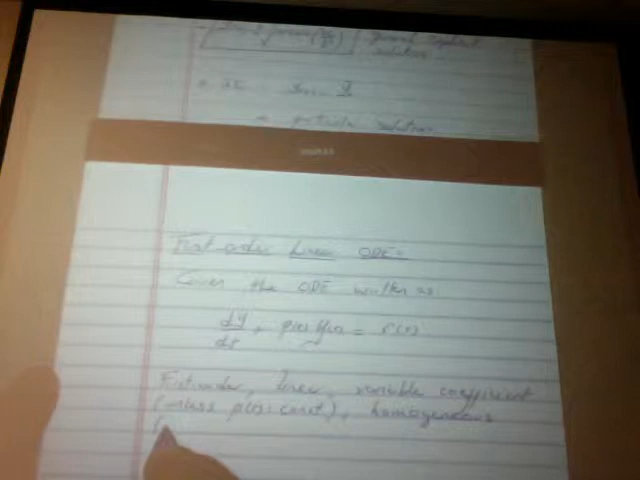 general explicit
solution
particular solution
First order Linear ODE:
Given the ODE written as
dy/dx + p(x) y(x) = r(x)
First order, linear, variable coefficient
(unless p(x) = const), homogeneous
(